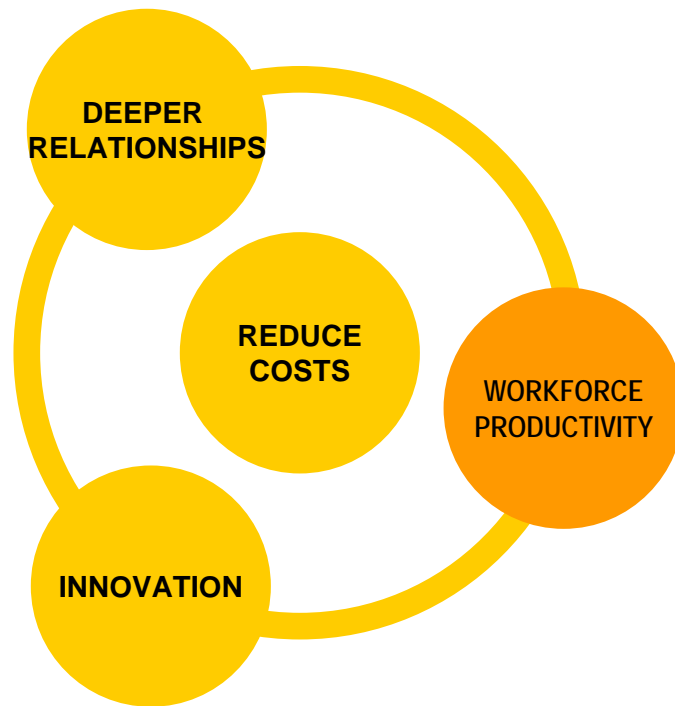 DEEPER
RELATIONSHIPS
REDUCE
COSTS
WORKFORCE
PRODUCTIVITY
INNOVATION